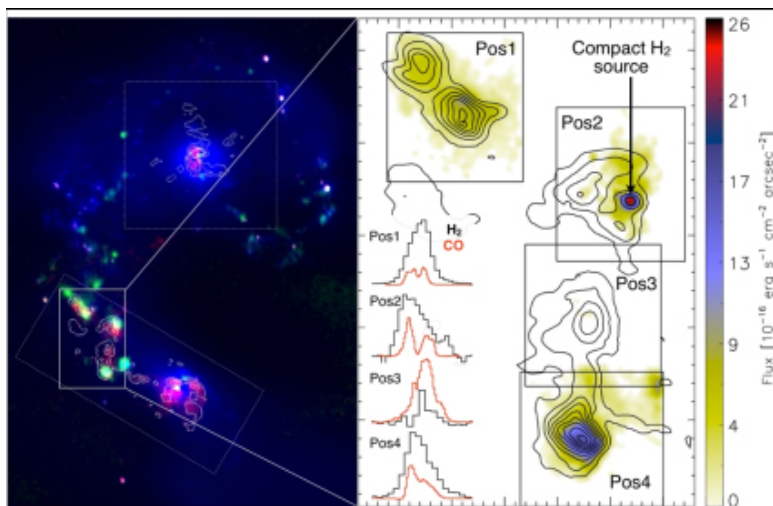 Pos1
Compact H₂
source
Pos2
H₂
CO
Pos1
Pos2
Pos3
Pos4
Pos3
Pos4
26
21
17
13
9
4
0
Flux [10⁻¹⁶ erg s⁻¹ cm⁻² arcsec⁻²]